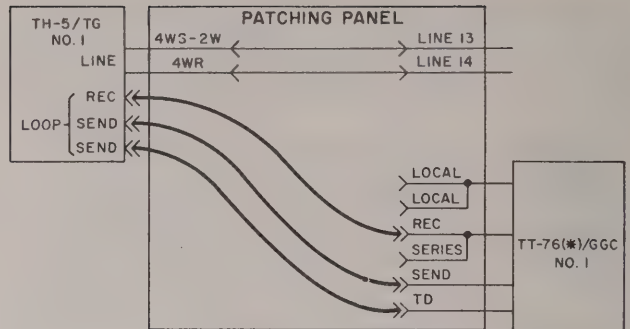 PATCHING PANEL
TH-5/TG
NO. 1
LINE
4WS-2W
LINE 13
4WR
LINE 14
LOOP
REC
SEND
SEND
LOCAL
LOCAL
REC
SERIES
SEND
TD
TT-76(*)/GGC
NO. 1